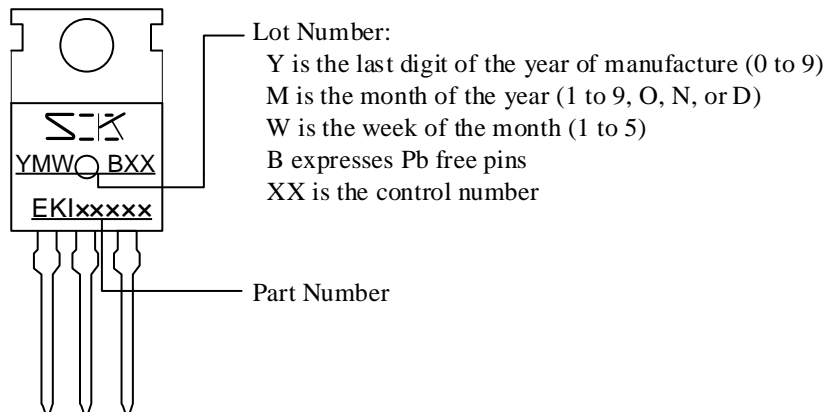 Lot Number:
Y is the last digit of the year of manufacture (0 to 9)
M is the month of the year (1 to 9, O, N, or D)
W is the week of the month (1 to 5)
B expresses Pb free pins
XX is the control number
SK
YMW BXX
EKI×××××
Part Number